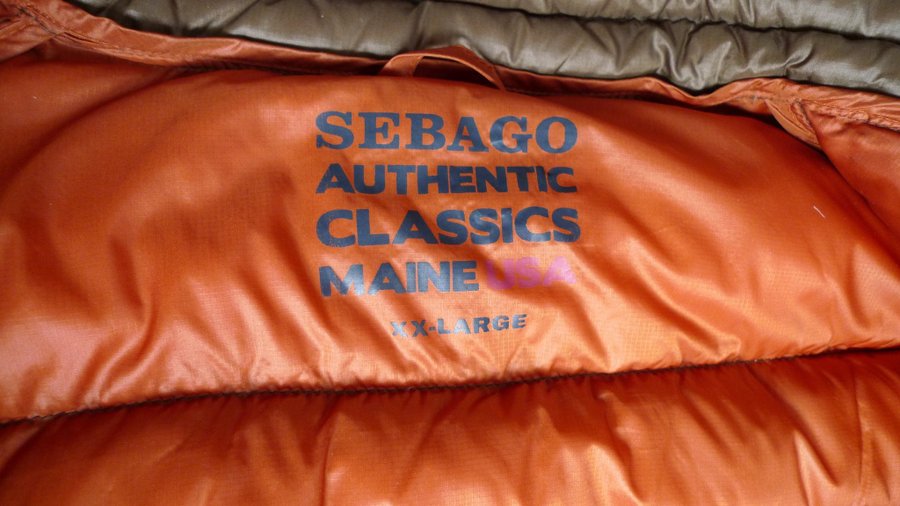 SEBAGO
AUTHENTIC
CLASSICS
MAINE USA
XX-LARGE